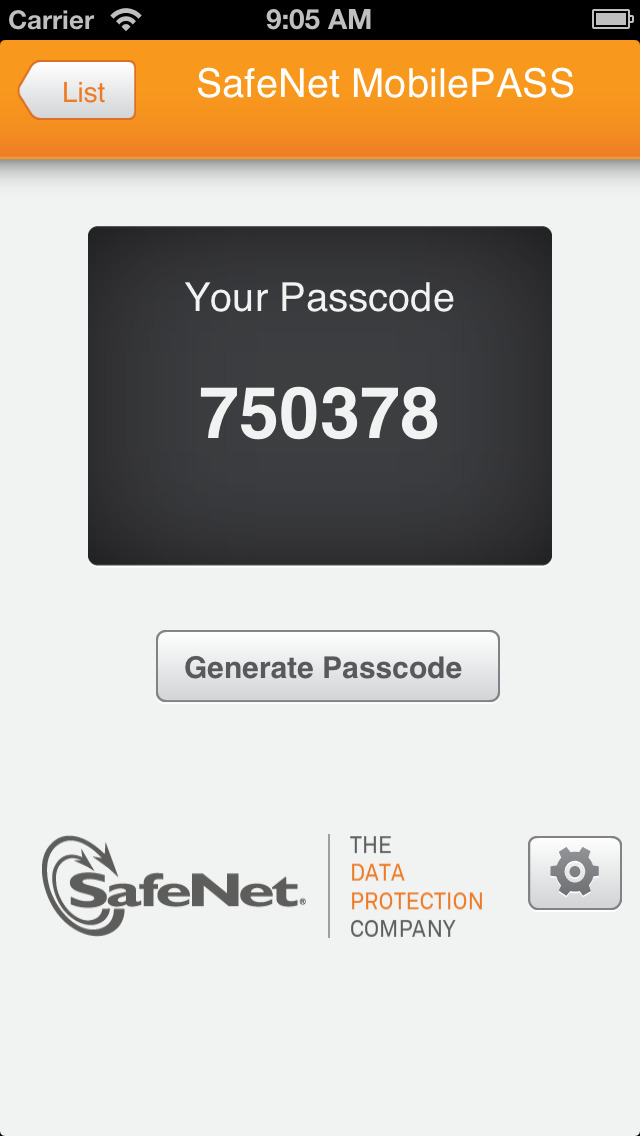 Carrier 9:05 AM
List SafeNet MobilePASS
Your Passcode
750378
Generate Passcode
SafeNet®
THE
DATA
PROTECTION
COMPANY